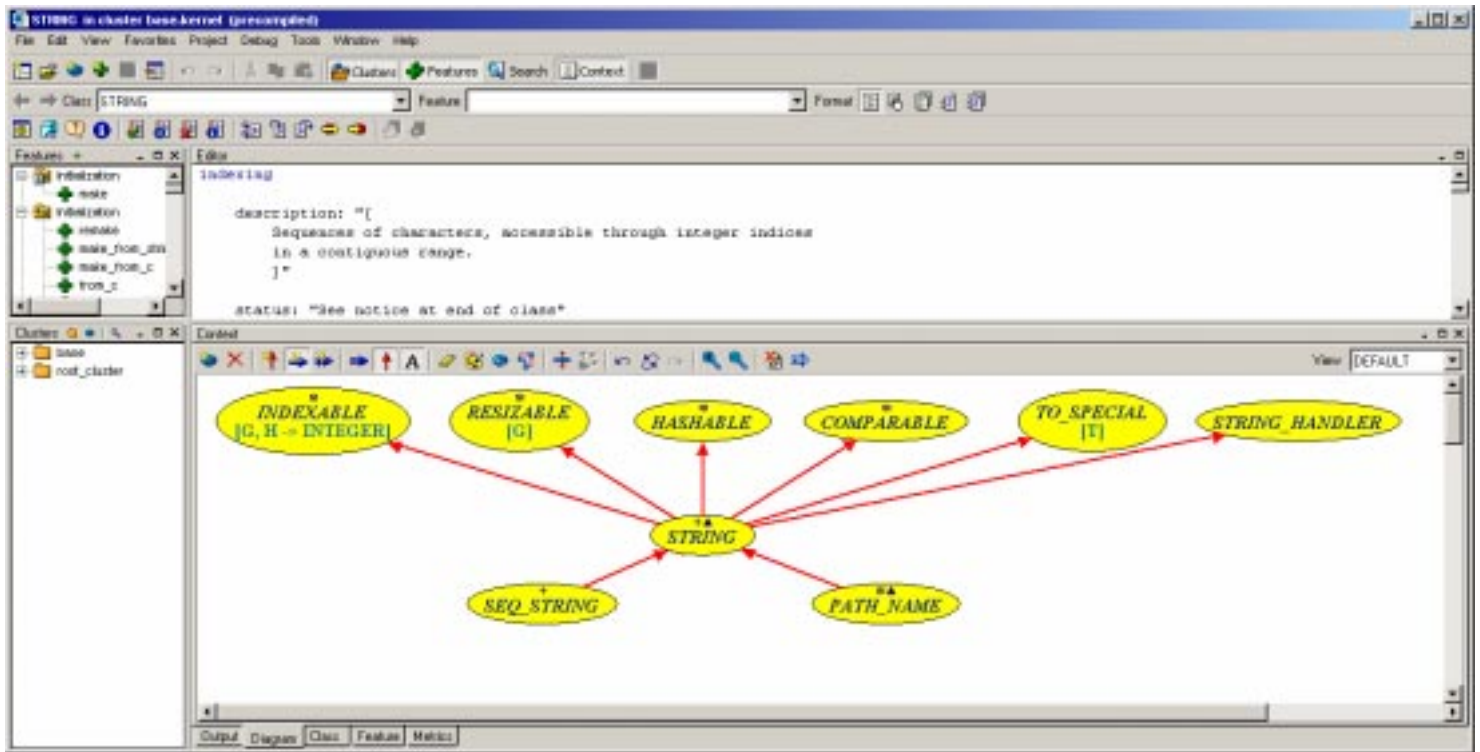 STRING in cluster base.kernel (precompiled)
File Edit View Favorites Project Debug Tools Window Help
Clusters Features Search Context
Class STRING Feature Format
Features
Editor
initialization
make
initialization
remake
make_from_stri
make_from_c
from_c
indexing
description: "[
Sequences of characters, accessible through integer indices
in a contiguous range.
]"
status: "See notice at end of class"
Clusters
base
root_cluster
Context
A
View DEFAULT
INDEXABLE
[G, H -> INTEGER]
RESIZABLE
[G]
HASHABLE
COMPARABLE
TO_SPECIAL
[T]
STRING_HANDLER
STRING
SEQ_STRING
PATH_NAME
Output Diagram Class Feature Metrics